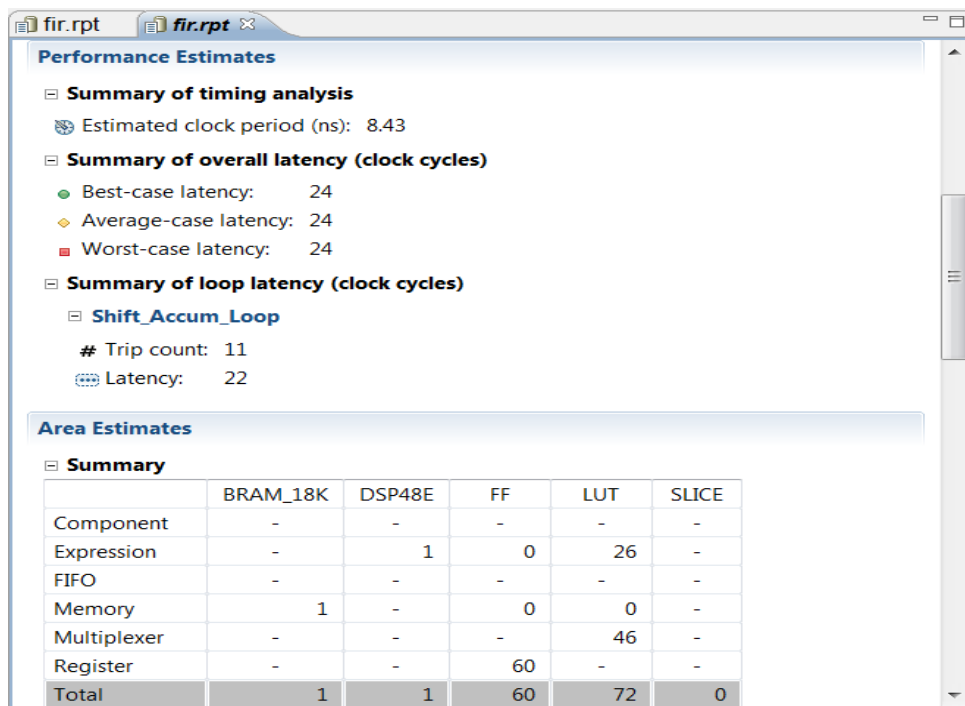 fir.rpt fir.rpt
Performance Estimates
Summary of timing analysis
Estimated clock period (ns): 8.43
Summary of overall latency (clock cycles)
Best-case latency: 24
Average-case latency: 24
Worst-case latency: 24
Summary of loop latency (clock cycles)
Shift_Accum_Loop
# Trip count: 11
Latency: 22
Area Estimates
Summary
BRAM_18K DSP48E FF LUT SLICE
Component - - - - -
Expression - 1 0 26 -
FIFO - - - - -
Memory 1 - 0 0 -
Multiplexer - - - 46 -
Register - - 60 - -
Total 1 1 60 72 0